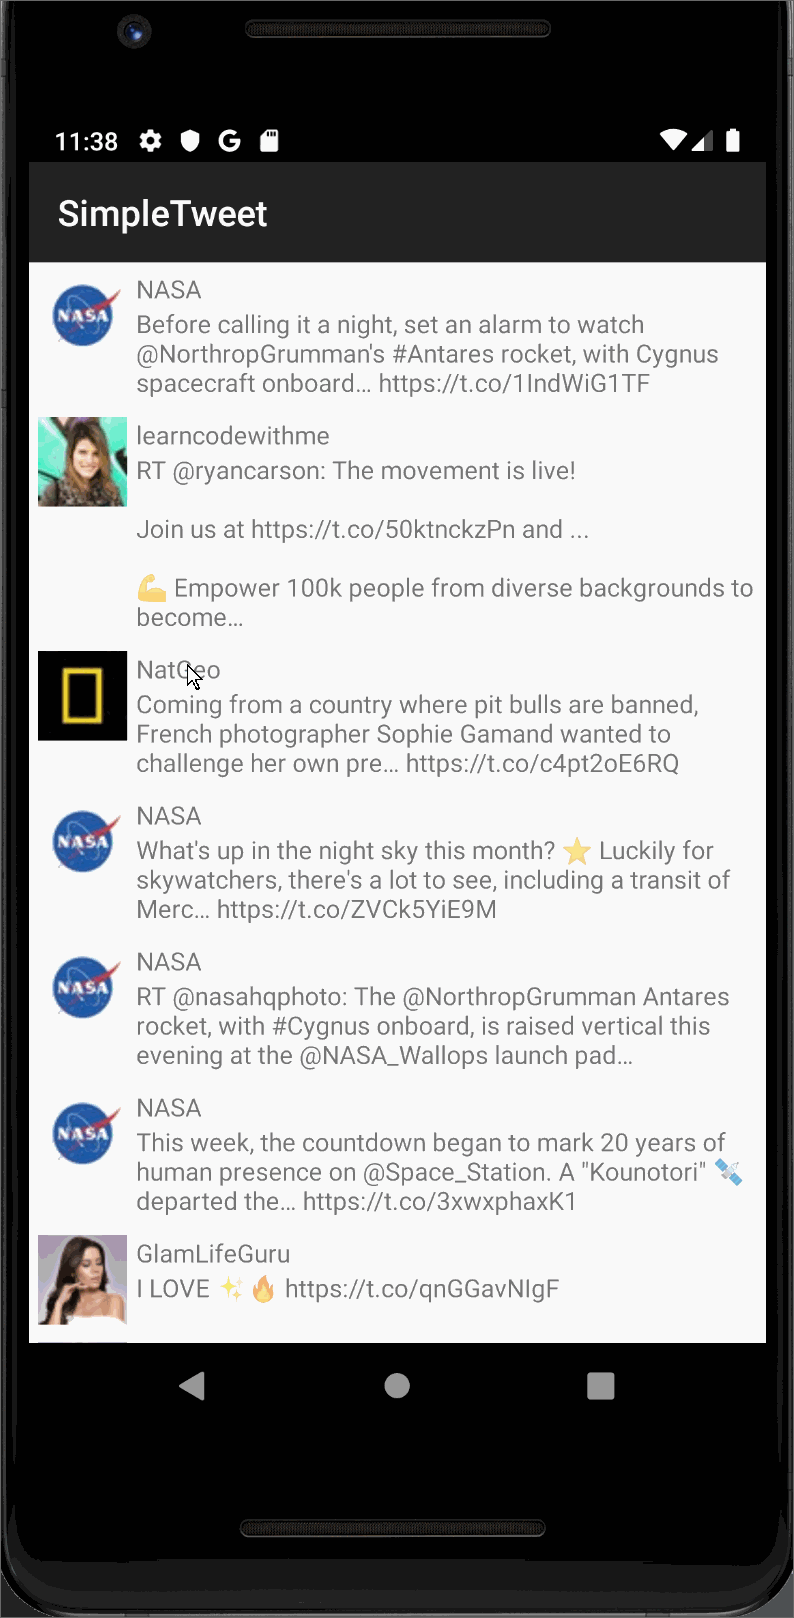 11:38
SimpleTweet
NASA
NASA
Before calling it a night, set an alarm to watch
@NorthropGrumman's #Antares rocket, with Cygnus
spacecraft onboard… https://t.co/1IndWiG1TF
learncodewithme
RT @ryancarson: The movement is live!
Join us at https://t.co/50ktnckzPn and ...
💪 Empower 100k people from diverse backgrounds to
become…
NatGeo
Coming from a country where pit bulls are banned,
French photographer Sophie Gamand wanted to
challenge her own pre… https://t.co/c4pt2oE6RQ
NASA
NASA
What's up in the night sky this month? ⭐ Luckily for
skywatchers, there's a lot to see, including a transit of
Merc… https://t.co/ZVCk5YiE9M
NASA
NASA
RT @nasahqphoto: The @NorthropGrumman Antares
rocket, with #Cygnus onboard, is raised vertical this
evening at the @NASA_Wallops launch pad…
NASA
NASA
This week, the countdown began to mark 20 years of
human presence on @Space_Station. A "Kounotori" 🛰
departed the… https://t.co/3xwxphaxK1
GlamLifeGuru
I LOVE ✨🔥 https://t.co/qnGGavNIgF